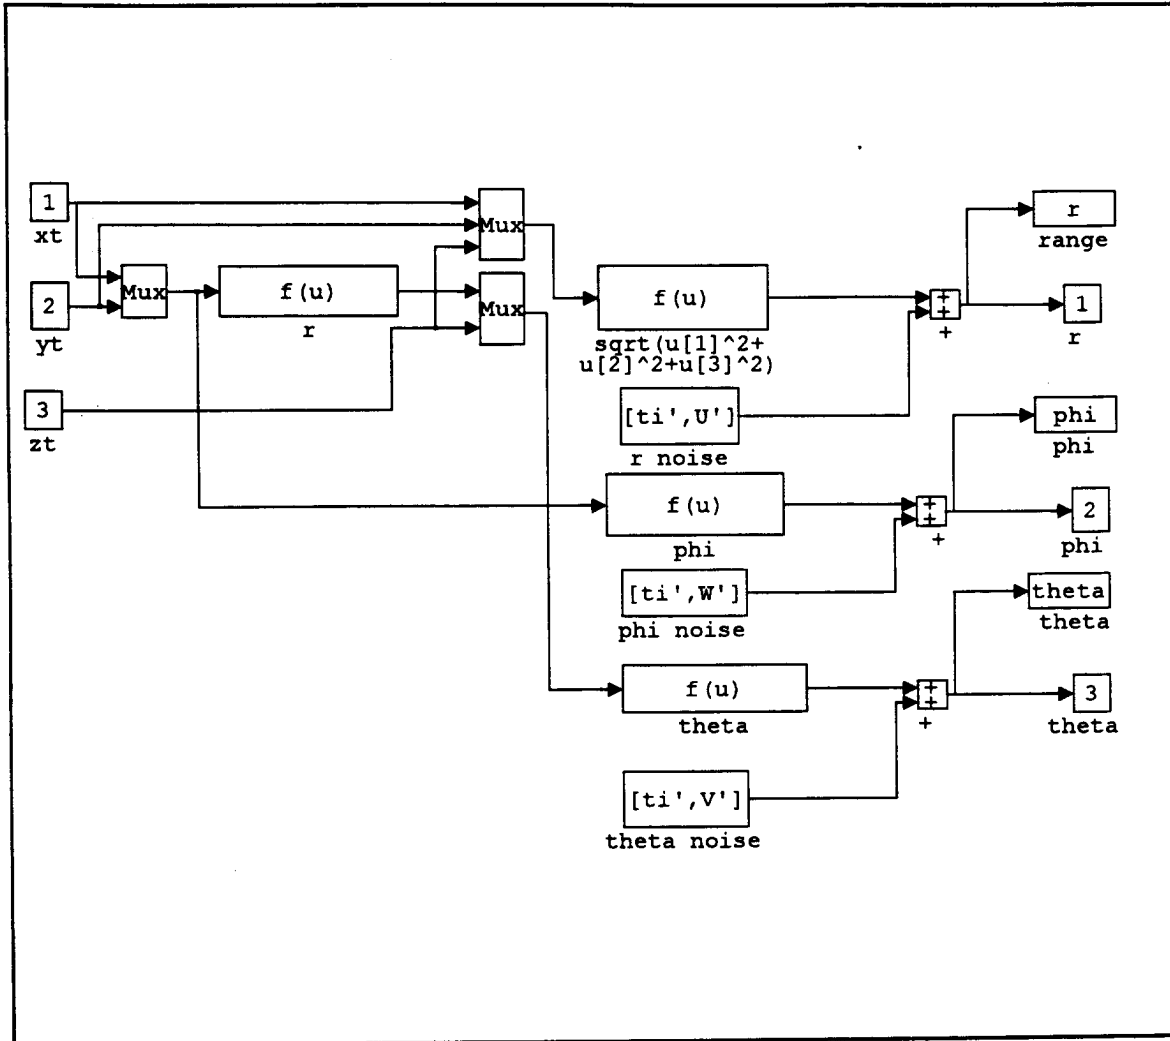 1
xt
2
yt
3
zt
Mux
f(u)
r
Mux
Mux
f(u)
sqrt(u[1]^2+
u[2]^2+u[3]^2)
[ti',U']
r noise
+
+
+
r
range
1
r
f(u)
phi
[ti',W']
phi noise
+
+
+
phi
phi
2
phi
f(u)
theta
[ti',V']
theta noise
+
+
+
theta
theta
3
theta